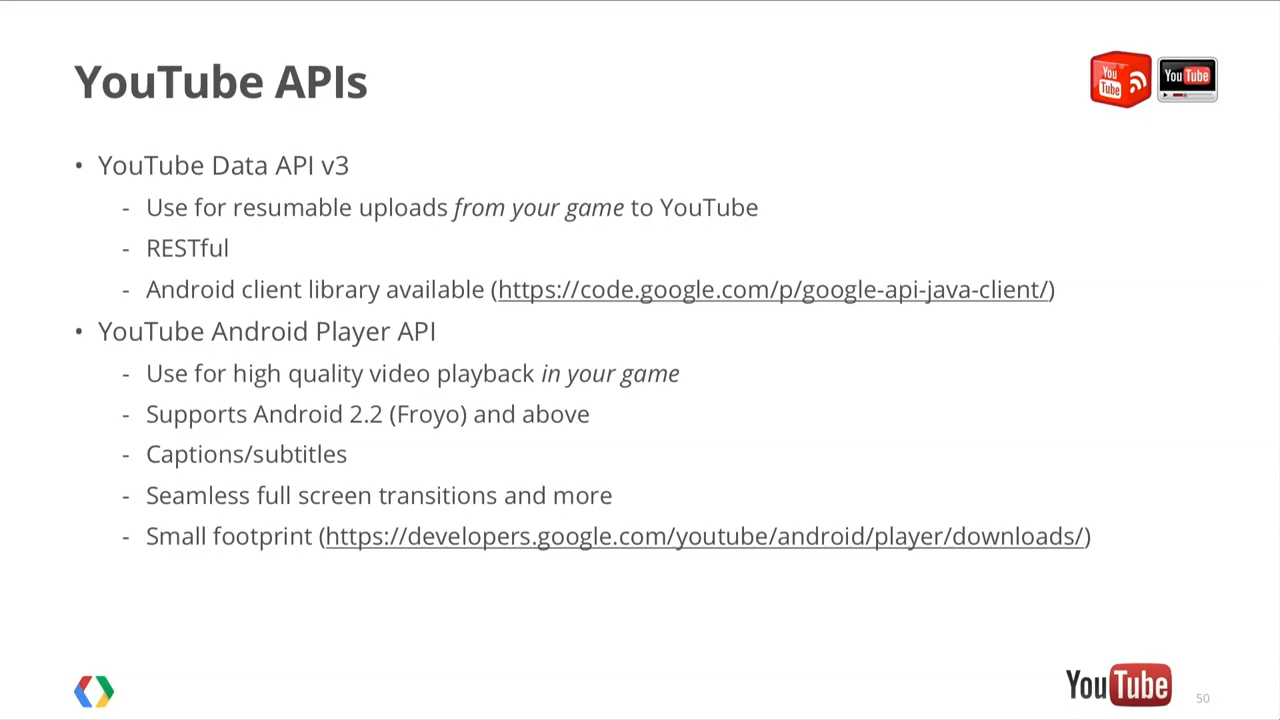 YouTube APIs
You Tube
You Tube
• YouTube Data API v3
- Use for resumable uploads from your game to YouTube
- RESTful
- Android client library available (https://code.google.com/p/google-api-java-client/)
• YouTube Android Player API
- Use for high quality video playback in your game
- Supports Android 2.2 (Froyo) and above
- Captions/subtitles
- Seamless full screen transitions and more
- Small footprint (https://developers.google.com/youtube/android/player/downloads/)
You Tube
50